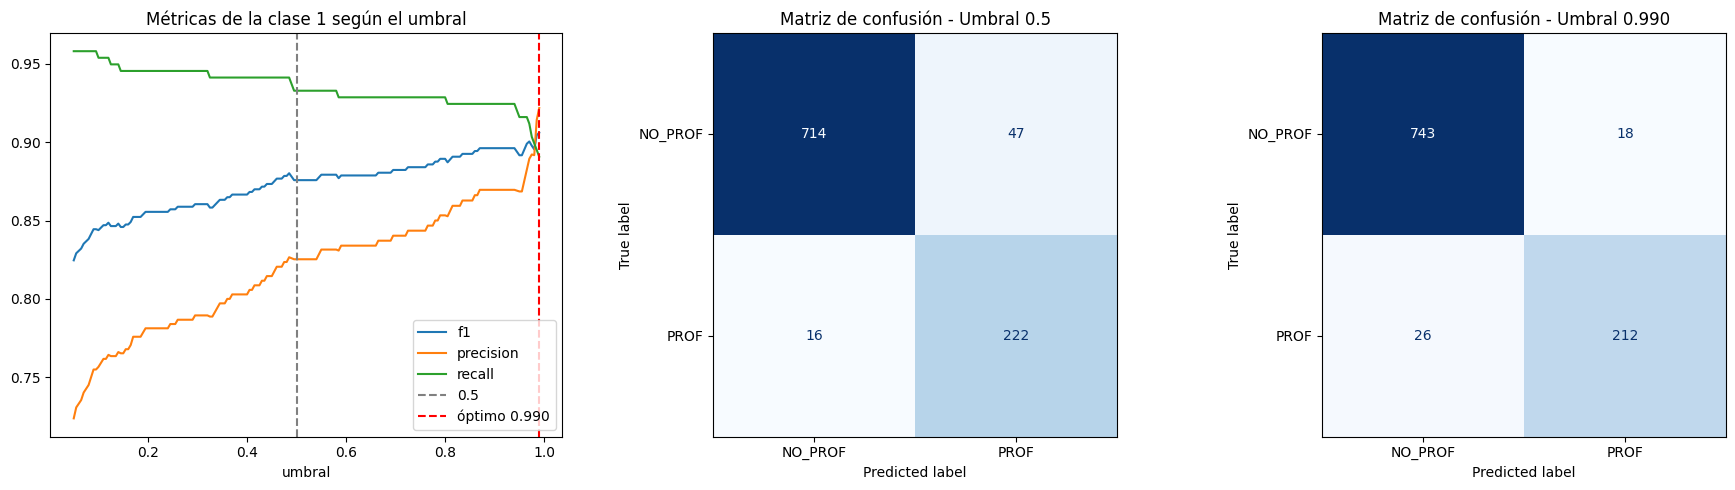 Métricas de la clase 1 según el umbral
0.95
0.90
0.85
0.80
0.75
0.2 0.4 0.6 0.8 1.0
umbral
f1
precision
recall
0.5
óptimo 0.990
Matriz de confusión - Umbral 0.5
True label
NO_PROF
PROF
714 47
16 222
NO_PROF PROF
Predicted label
Matriz de confusión - Umbral 0.990
True label
NO_PROF
PROF
743 18
26 212
NO_PROF PROF
Predicted label